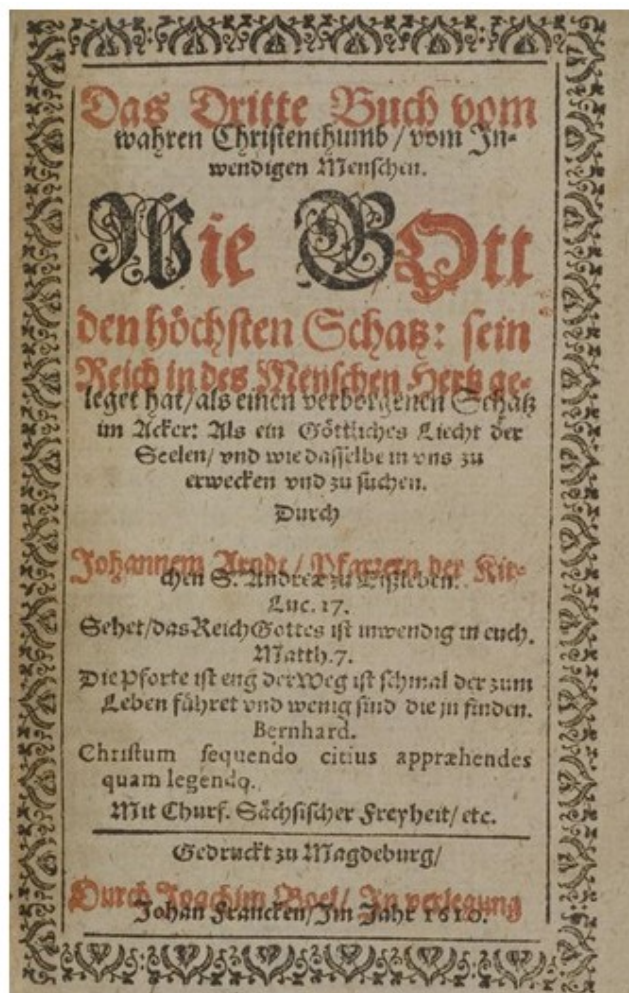 Das Dritte Buch vom
wahren Christenthumb / vom In-
wendigen Menschen.
Wie GOtt
den höchsten Schatz: sein
Reich in des Menschen Hertz ge-
leget hat / als einen verborgenen Schatz
im Acker: Als ein Göttliches Liecht der
Seelen / vnd wie dasselbe in vns zu
erwecken vnd zu suchen.
Durch
Johannem Arndt / Pfarrern der Kir-
chen S. Andreæ zu Eißleben.
Luc. 17.
Sehet / das Reich Gottes ist inwendig in euch.
Matth. 7.
Die Pforte ist eng der Weg ist schmal der zum
Leben führet vnd wenig sind die jn finden.
Bernhard.
Christum sequendo citius appræhendes
quam legendo.
Mit Churf. Sächsischer Freyheit / etc.
Gedruckt zu Magdeburg /
Durch Joachim Boel / In verlegung
Johan Francken / Im Jahr 1610.